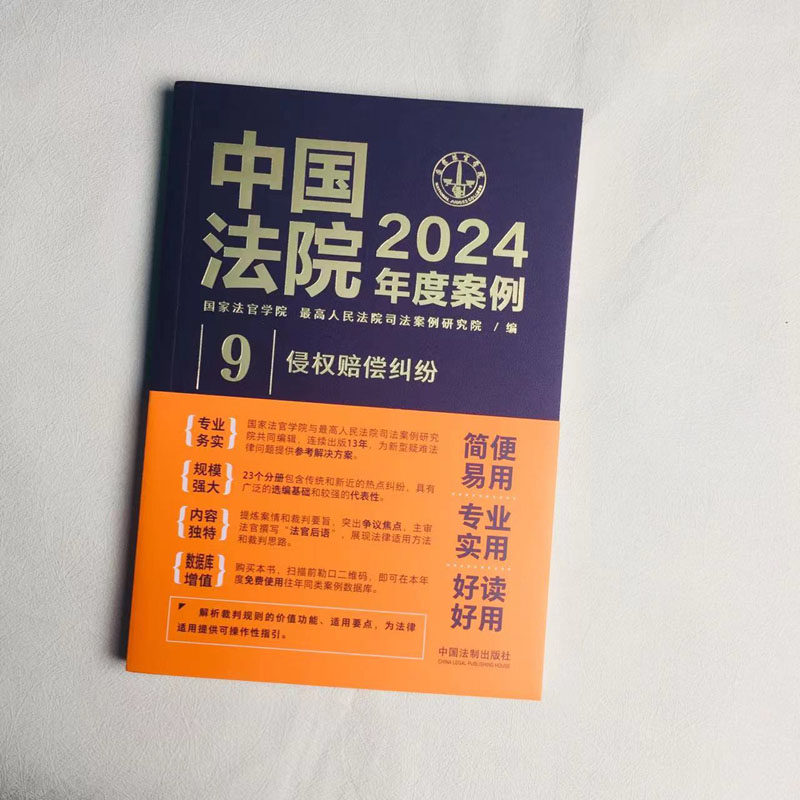 中国
法院
2024
年度案例
国家法官学院 最高人民法院司法案例研究院 / 编
9 侵权赔偿纠纷
{专业
务实}
国家法官学院与最高人民法院司法案例研究
院共同编辑，连续出版13年，为新型疑难法
律问题提供参考解决方案。
{规模
强大}
23个分册包含传统和新近的热点纠纷，具有
广泛的选编基础和较强的代表性。
{内容
独特}
提炼案情和裁判要旨，突出争议焦点，主审
法官撰写“法官后语”，展现法律适用方法
和裁判思路。
{数据库
增值}
购买本书，扫描前勒口二维码，即可在本年
度免费使用往年同类案例数据库。
解析裁判规则的价值功能、适用要点，为法律
适用提供可操作性指引。
简便
易用
专业
实用
好读
好用
中国法制出版社
CHINA LEGAL PUBLISHING HOUSE